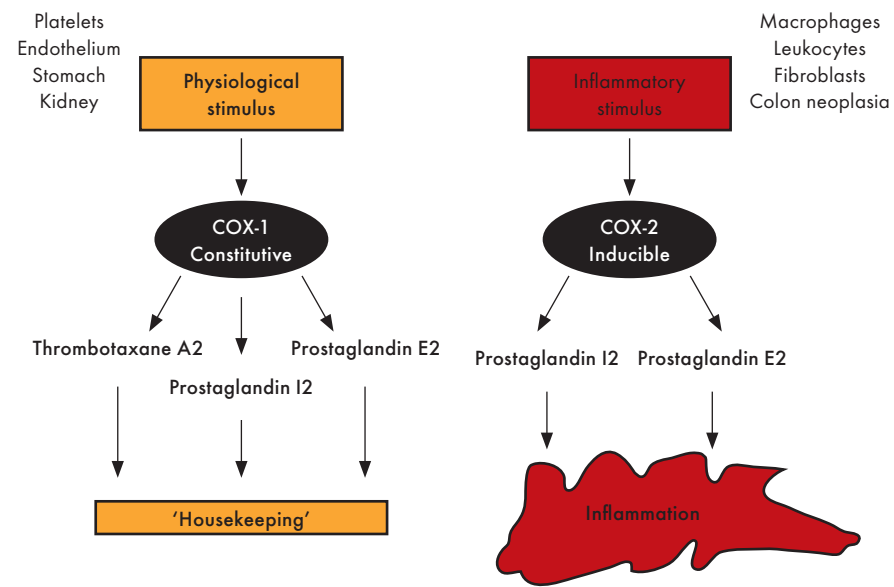 Platelets
Endothelium
Stomach
Kidney
Physiological
stimulus
COX-1
Constitutive
Thrombotaxane A2
Prostaglandin E2
Prostaglandin I2
'Housekeeping'
Macrophages
Leukocytes
Fibroblasts
Colon neoplasia
Inflammatory
stimulus
COX-2
Inducible
Prostaglandin I2
Prostaglandin E2
Inflammation